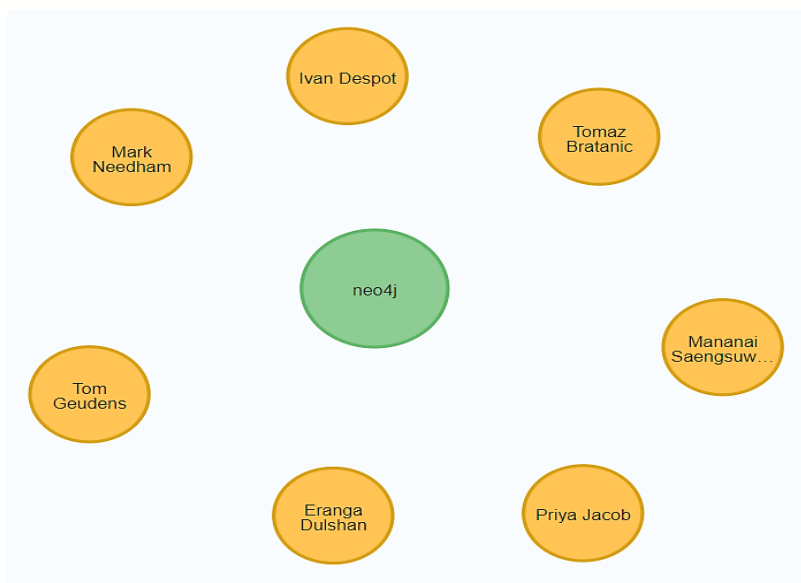 Ivan Despot
Tomaz
Bratanic
Mark
Needham
neo4j
Mananai
Saengsuw...
Tom
Geudens
Eranga
Dulshan
Priya Jacob